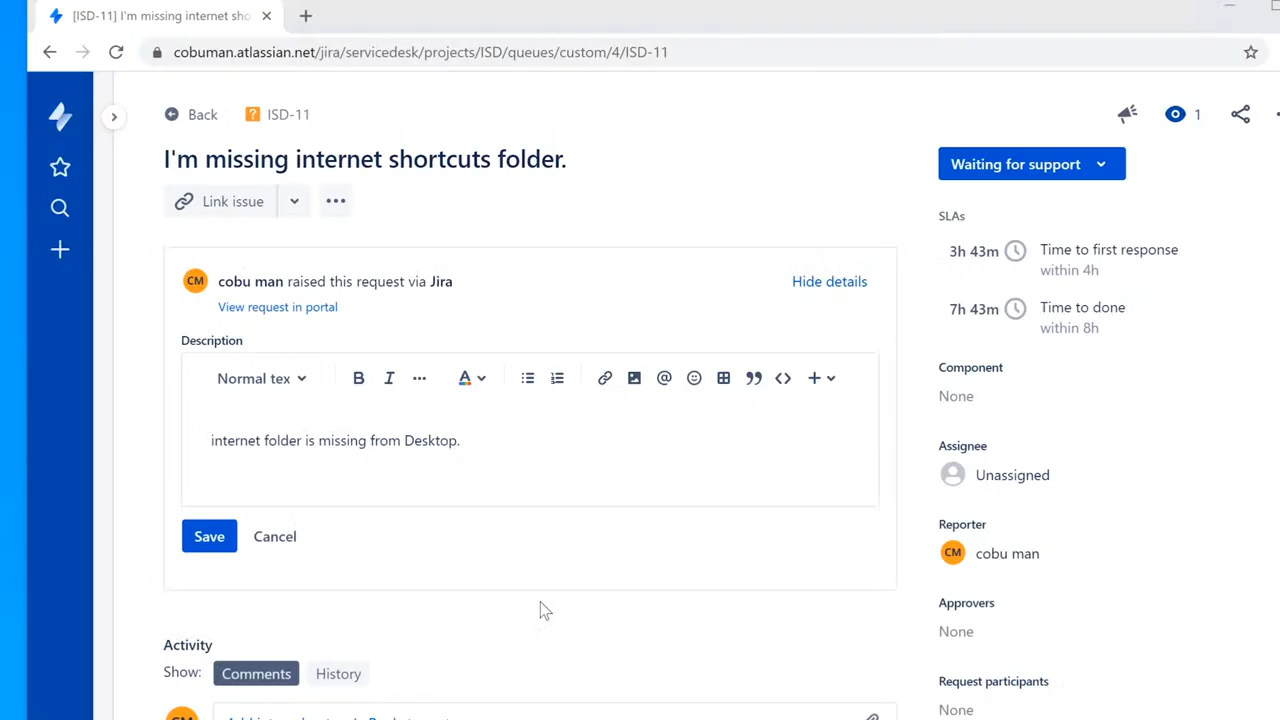 [ISD-11] I'm missing internet sho
cobuman.atlassian.net/jira/servicedesk/projects/ISD/queues/custom/4/ISD-11
Back
ISD-11
1
I'm missing internet shortcuts folder.
Link issue
Waiting for support
SLAs
3h 43m
Time to first response
within 4h
7h 43m
Time to done
within 8h
CM
cobu man raised this request via Jira
Hide details
View request in portal
Description
Normal tex
B I
A
internet folder is missing from Desktop.
Save
Cancel
Component
None
Assignee
Unassigned
Reporter
CM
cobu man
Approvers
None
Request participants
None
Activity
Show:
Comments
History
CM